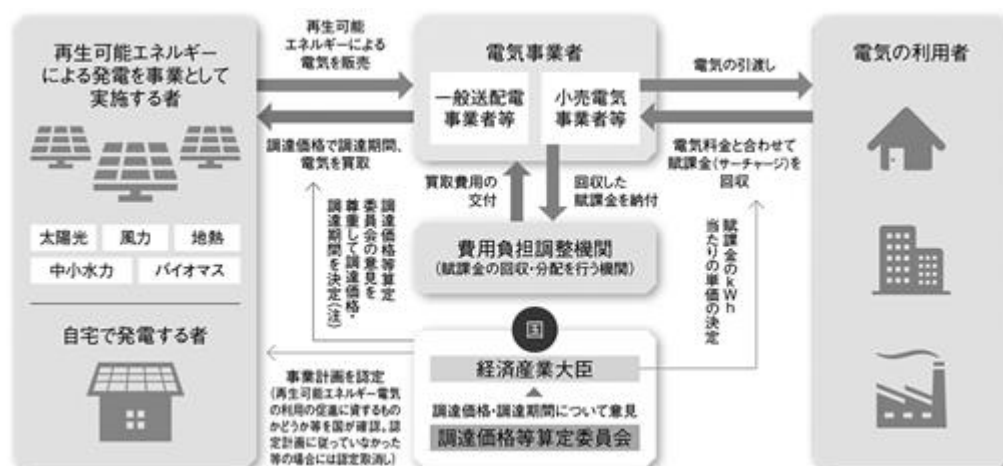 再生可能エネルギー
による発電を事業として
実施する者
太陽光
風力
地熱
中小水力
バイオマス
自宅で発電する者
再生可能
エネルギーによる
電気を販売
調達価格で調達期間、
電気を買取
調達価格等算定
委員会の意見を
尊重して調達価格・
調達期間を決定(注)
事業計画を認定
(再生可能エネルギー電気
の利用の促進に資するもの
かどうか等を国が確認。認
定計画に従っていなかった
等の場合には認定取消し)
電気事業者
一般送配電
事業者等
小売電気
事業者等
買取費用の
交付
回収した
賦課金を納付
費用負担調整機関
(賦課金の回収・分配を行う機関)
国
経済産業大臣
調達価格・調達期間について意見
調達価格等算定委員会
電気の引渡し
電気料金と合わせて
賦課金(サーチャージ)を
回収
賦課金のkWh
当たりの単価の決定
電気の利用者